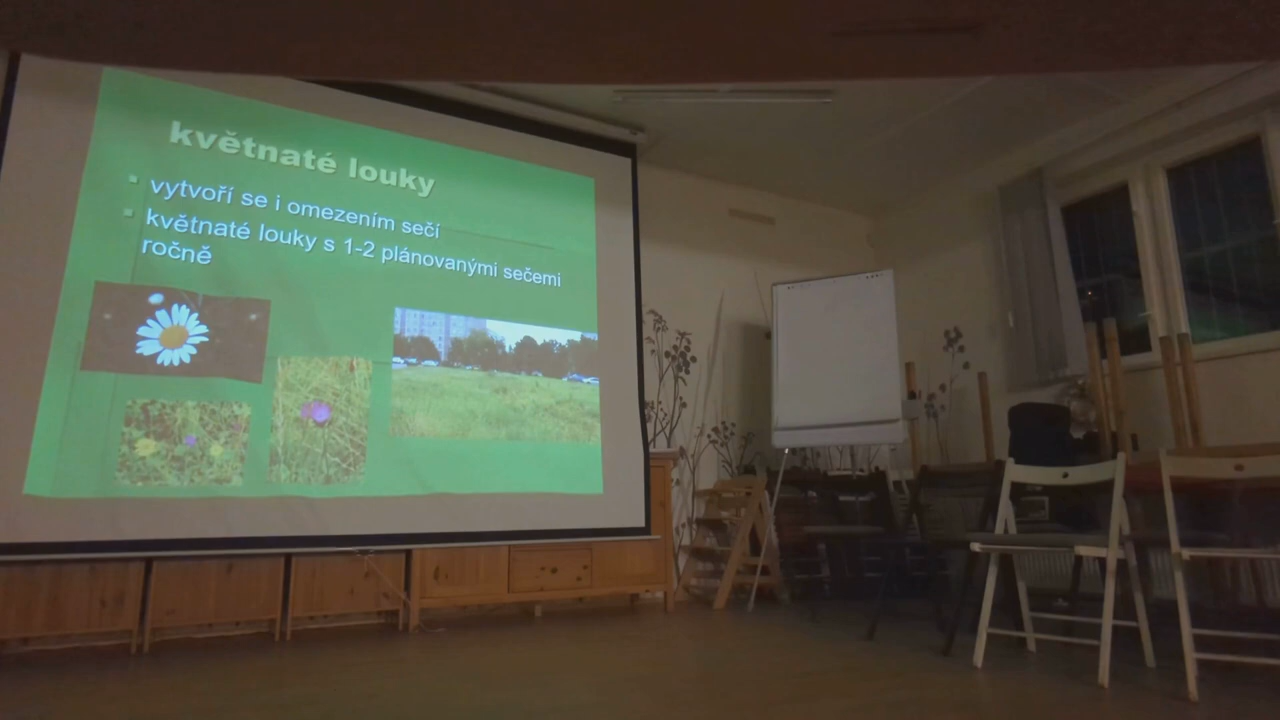 květnaté louky
vytvoří se i omezením sečí
květnaté louky s 1-2 plánovanými sečemi
ročně